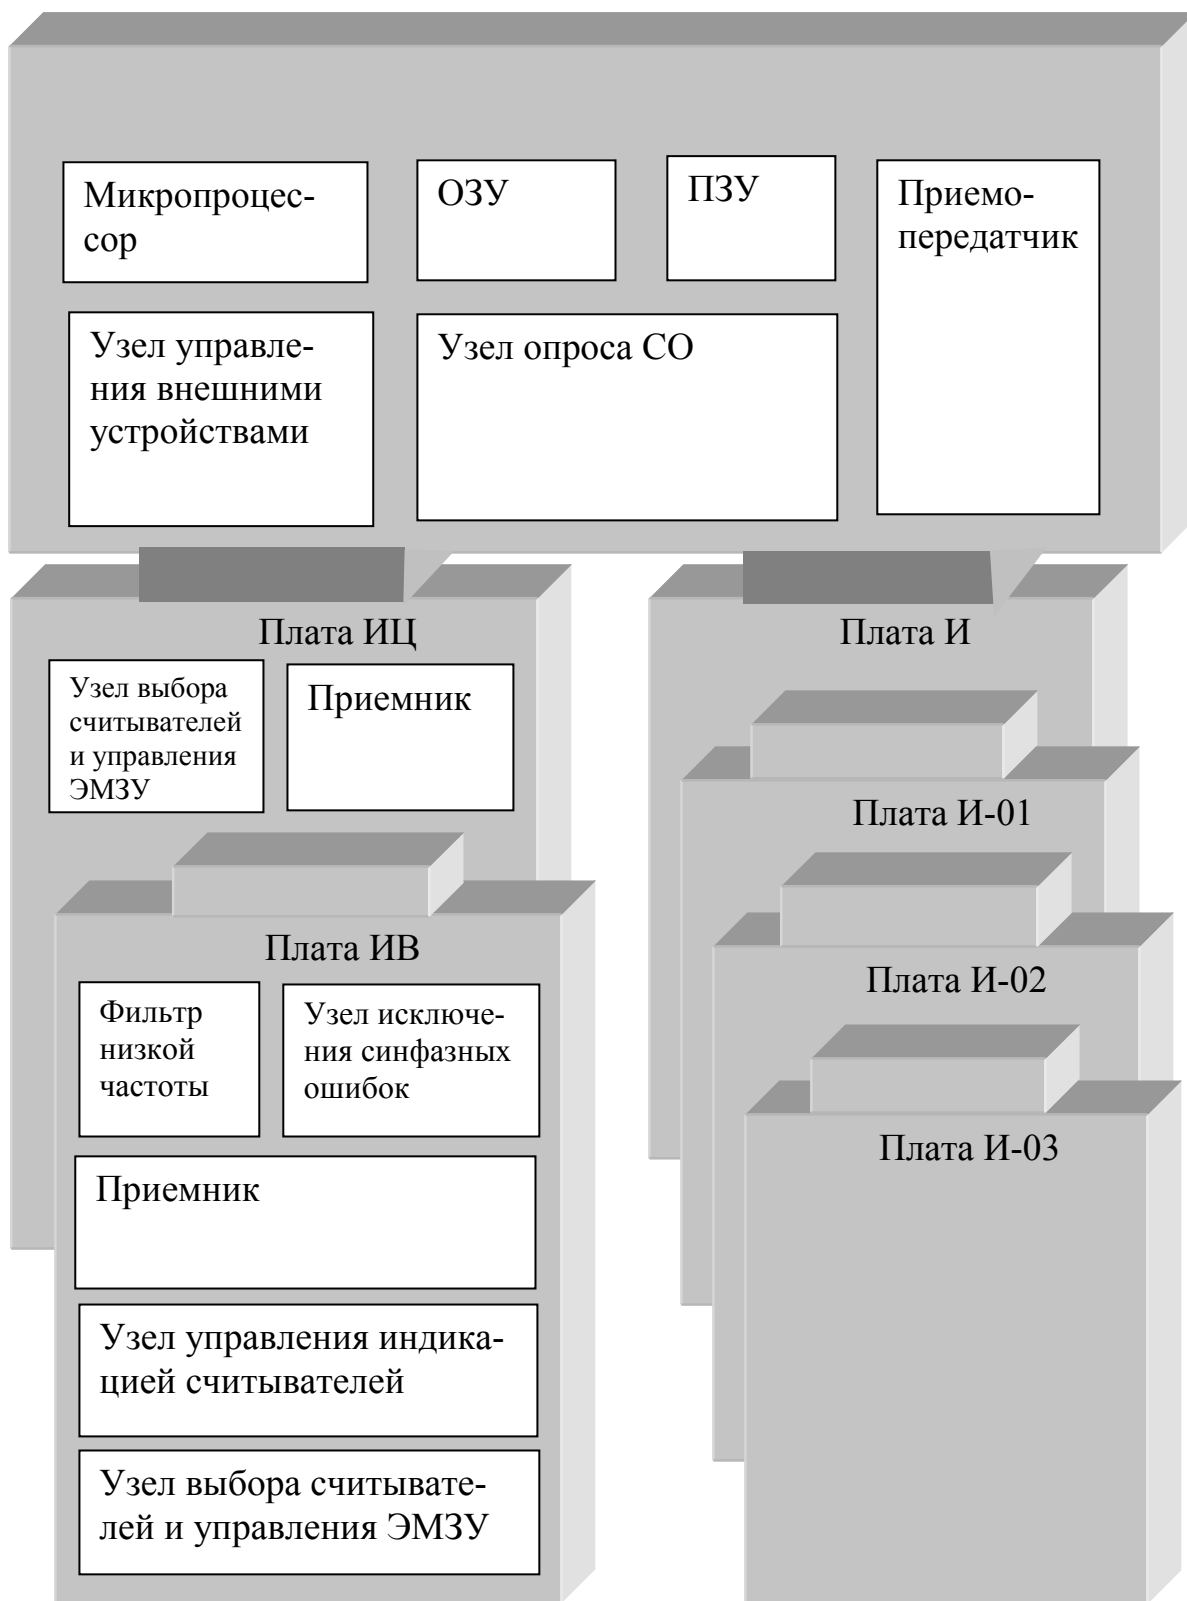 Микропроцес-
сор
ОЗУ
ПЗУ
Приемо-
передатчик
Узел управле-
ния внешними
устройствами
Узел опроса СО
Плата ИЦ
Узел выбора
считывателей
и управления
ЭМЗУ
Приемник
Плата ИВ
Фильтр
низкой
частоты
Узел исключе-
ния синфазных
ошибок
Приемник
Узел управления индика-
цией считывателей
Узел выбора считывате-
лей и управления ЭМЗУ
Плата И
Плата И-01
Плата И-02
Плата И-03